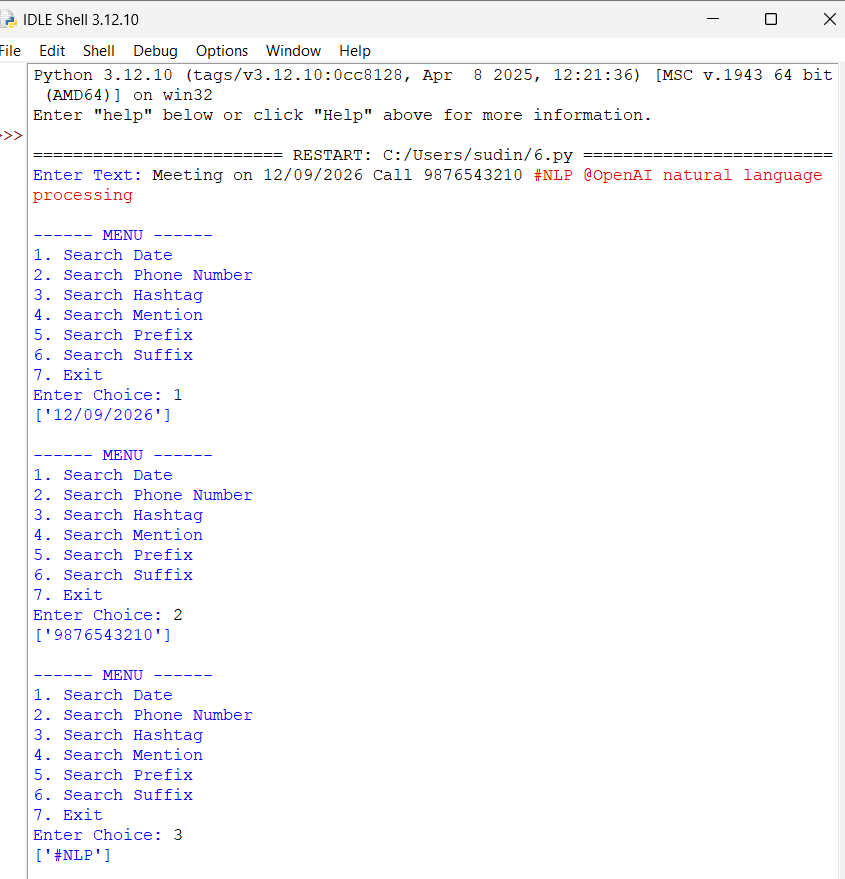 IDLE Shell 3.12.10
File Edit Shell Debug Options Window Help
Python 3.12.10 (tags/v3.12.10:0cc8128, Apr  8 2025, 12:21:36) [MSC v.1943 64 bit
 (AMD64)] on win32
Enter "help" below or click "Help" above for more information.
>>>
========================= RESTART: C:/Users/sudin/6.py =========================
Enter Text: Meeting on 12/09/2026 Call 9876543210 #NLP @OpenAI natural language
processing

------ MENU ------
1. Search Date
2. Search Phone Number
3. Search Hashtag
4. Search Mention
5. Search Prefix
6. Search Suffix
7. Exit
Enter Choice: 1
['12/09/2026']

------ MENU ------
1. Search Date
2. Search Phone Number
3. Search Hashtag
4. Search Mention
5. Search Prefix
6. Search Suffix
7. Exit
Enter Choice: 2
['9876543210']

------ MENU ------
1. Search Date
2. Search Phone Number
3. Search Hashtag
4. Search Mention
5. Search Prefix
6. Search Suffix
7. Exit
Enter Choice: 3
['#NLP']